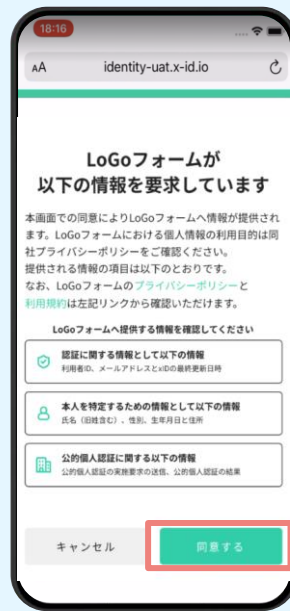 18:16
AA
identity-uat.x-id.io
LoGoフォームが
以下の情報を要求しています
本画面での同意によりLoGoフォームへ情報が提供され
ます。LoGoフォームにおける個人情報の利用目的は同
社プライバシーポリシーをご確認ください。
提供される情報の項目は以下のとおりです。
なお、LoGoフォームのプライバシーポリシーと
利用規約は左記リンクから確認いただけます。
LoGoフォームへ提供する情報を確認してください
認証に関する情報として以下の情報
利用者ID、メールアドレスとxIDの最終更新日時
本人を特定するための情報として以下の情報
氏名（旧姓含む）、性別、生年月日と住所
公的個人認証に関する以下の情報
公的個人認証の実施要求の送信、公的個人認証の結果
キャンセル
同意する